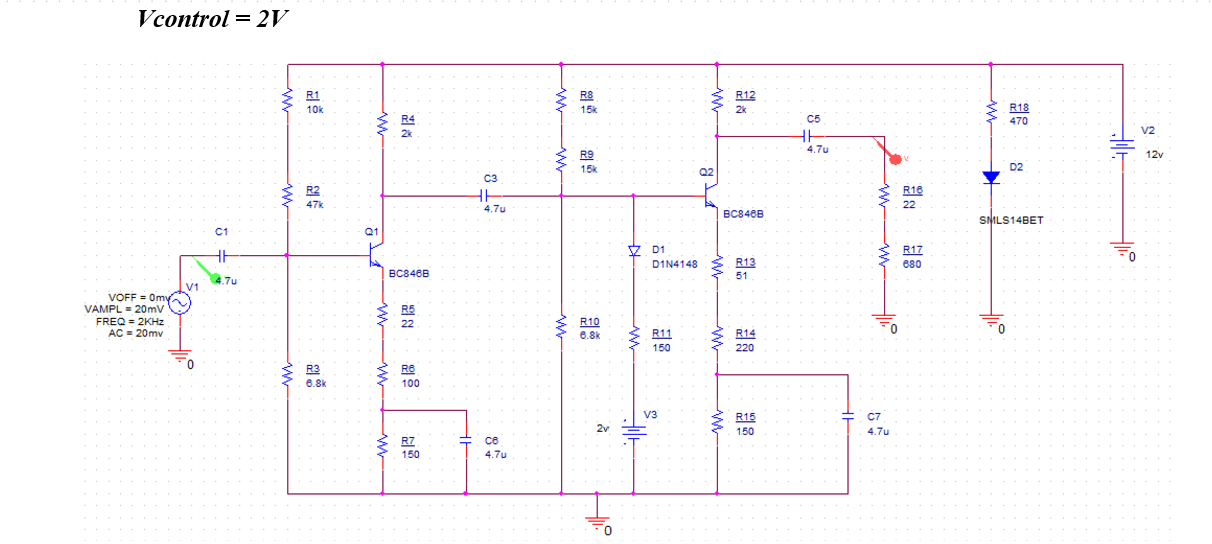 Vcontrol = 2V
R1
10k
R4
2k
R8
15k
R12
2k
R18
470
V2
12v
C5
4.7u
R9
15k
D2
Q2
C3
4.7u
R2
47k
R16
22
BC846B
SMLS14BET
C1
4.7u
Q1
BC846B
D1
D1N4148
R13
51
R17
680
0
V1
VOFF = 0mv
VAMPL = 20mV
FREQ = 2KHz
AC = 20mv
R5
22
R10
6.8k
R11
150
R14
220
0
0
0
R3
6.8k
R6
100
V3
2v
R15
150
C7
4.7u
R7
150
C6
4.7u
0